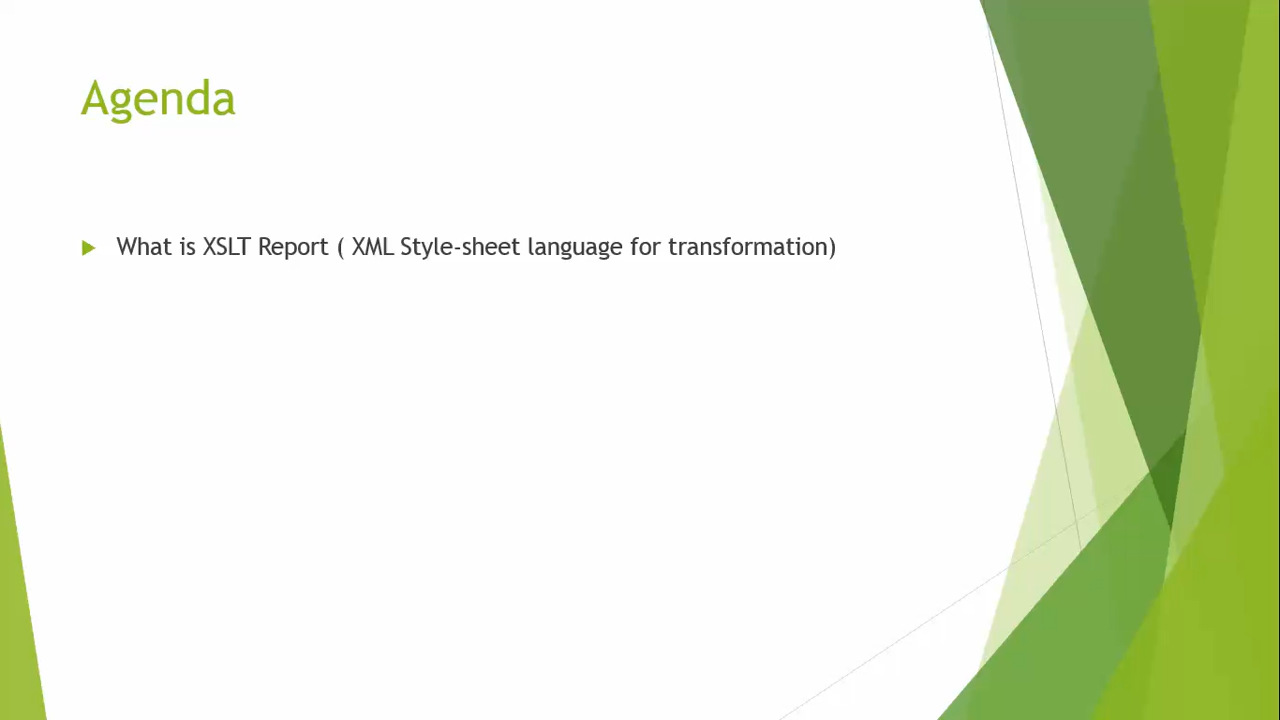 Agenda
What is XSLT Report ( XML Style-sheet language for transformation)